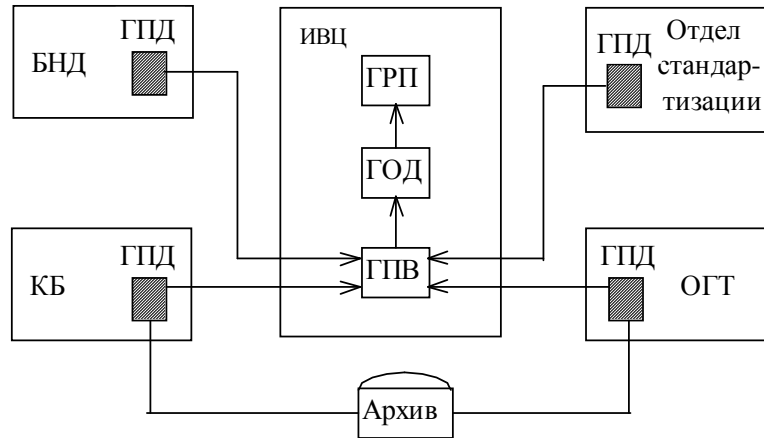 ГПД
БНД
ИВЦ
ГРП
ГОД
ГПВ
ГПД
Отдел
стандар-
тизации
ГПД
КБ
ГПД
ОГТ
Архив